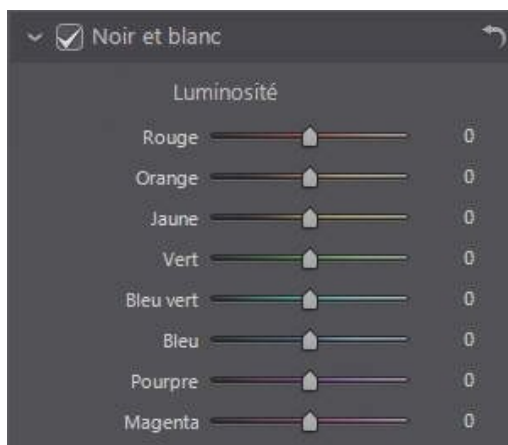 Noir et blanc
Luminosité
Rouge 0
Orange 0
Jaune 0
Vert 0
Bleu vert 0
Bleu 0
Pourpre 0
Magenta 0